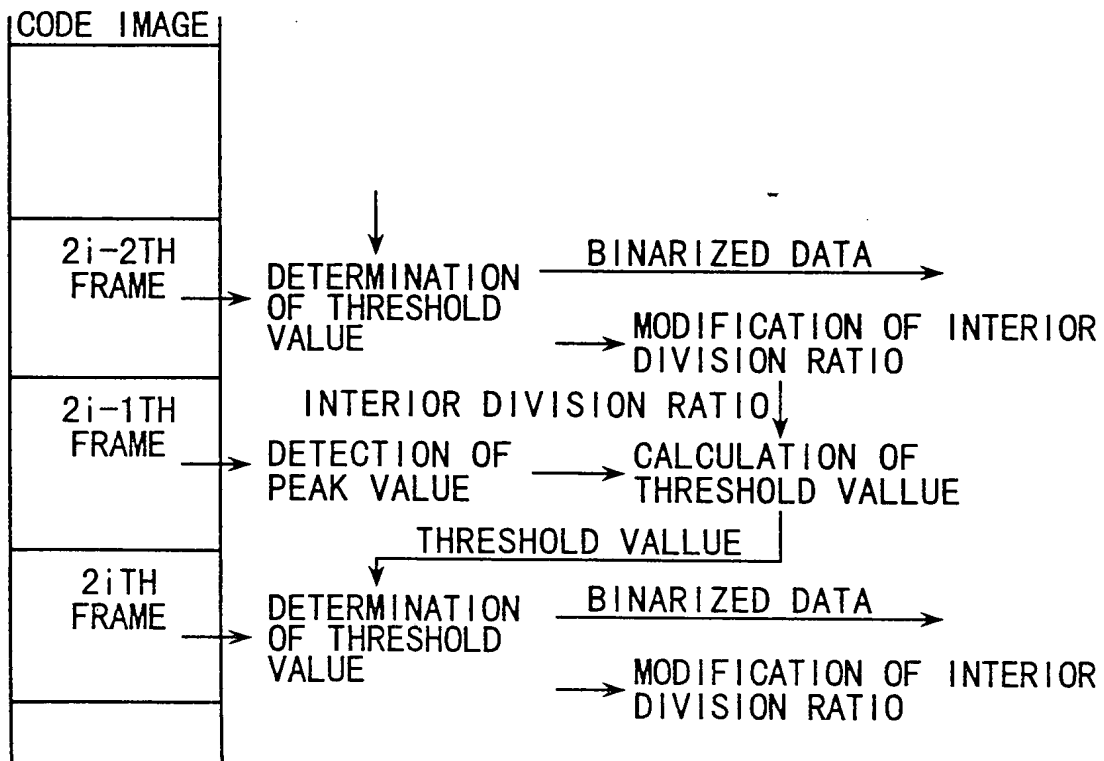 CODE IMAGE
2i-2TH
FRAME
DETERMINATION
OF THRESHOLD
VALUE
BINARIZED DATA
MODIFICATION OF INTERIOR
DIVISION RATIO
2i-1TH
FRAME
INTERIOR DIVISION RATIO
DETECTION OF
PEAK VALUE
CALCULATION OF
THRESHOLD VALLUE
THRESHOLD VALLUE
2iTH
FRAME
DETERMINATION
OF THRESHOLD
VALUE
BINARIZED DATA
MODIFICATION OF INTERIOR
DIVISION RATIO